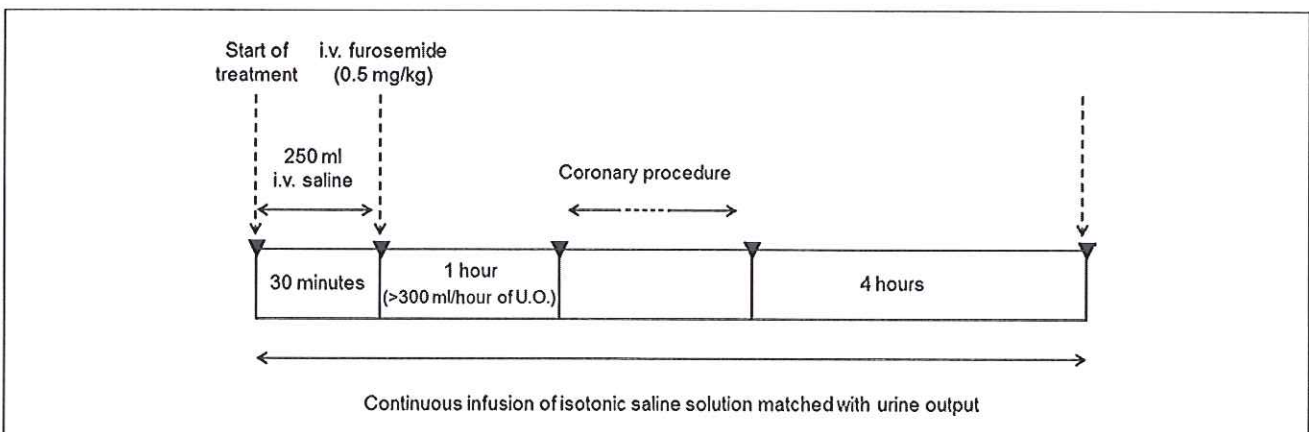 Start of
treatment
i.v. furosemide
(0.5 mg/kg)
250 ml
i.v. saline
Coronary procedure
30 minutes
1 hour
(>300 ml/hour of U.O.)
4 hours
Continuous infusion of isotonic saline solution matched with urine output